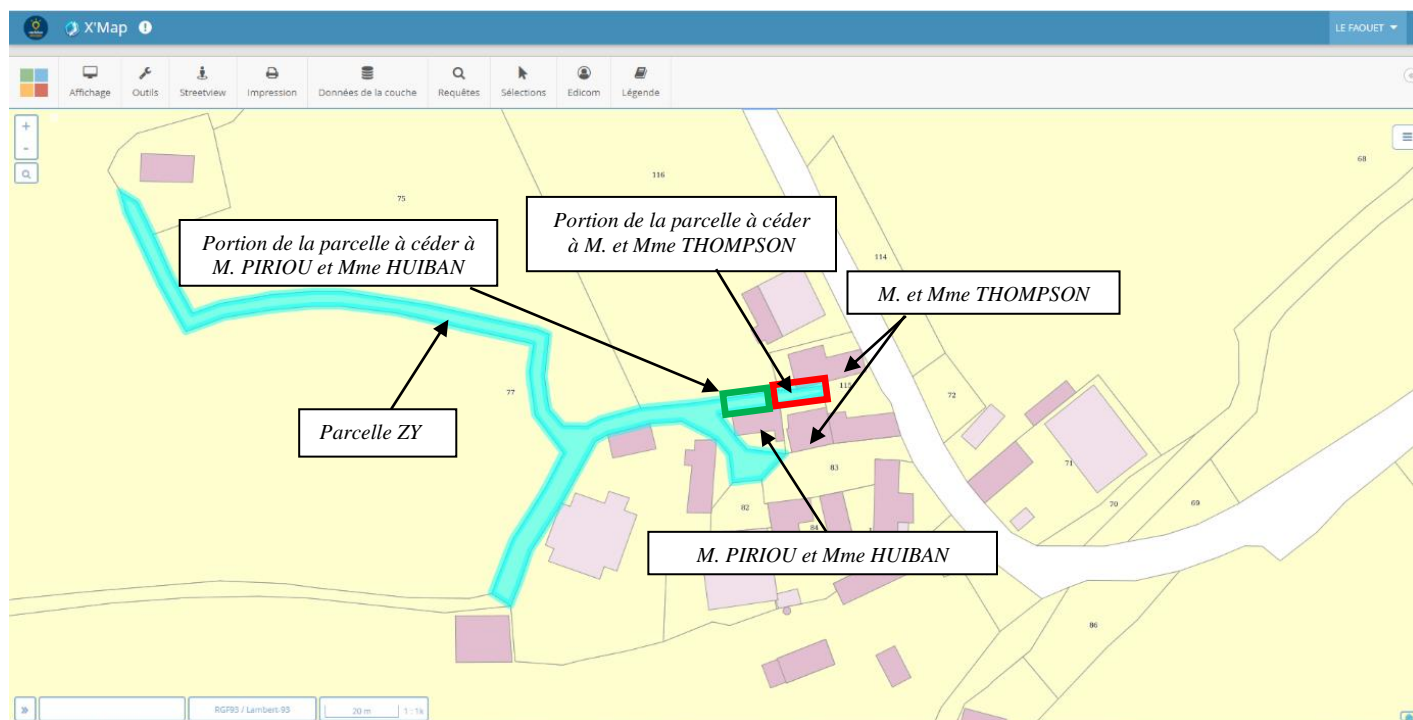 X'Map
LE FAOUET
Affichage
Outils
Streetview
Impression
Données de la couche
Requêtes
Sélections
Edicom
Légende
+
-
68
116
75
Portion de la parcelle à céder à
M. PIRIOU et Mme HUIBAN
Portion de la parcelle à céder
à M. et Mme THOMPSON
114
M. et Mme THOMPSON
115
77
72
Parcelle ZY
83
71
82
70
69
84
M. PIRIOU et Mme HUIBAN
86
RGF93 / Lambert-93
20 m
1 : 1k